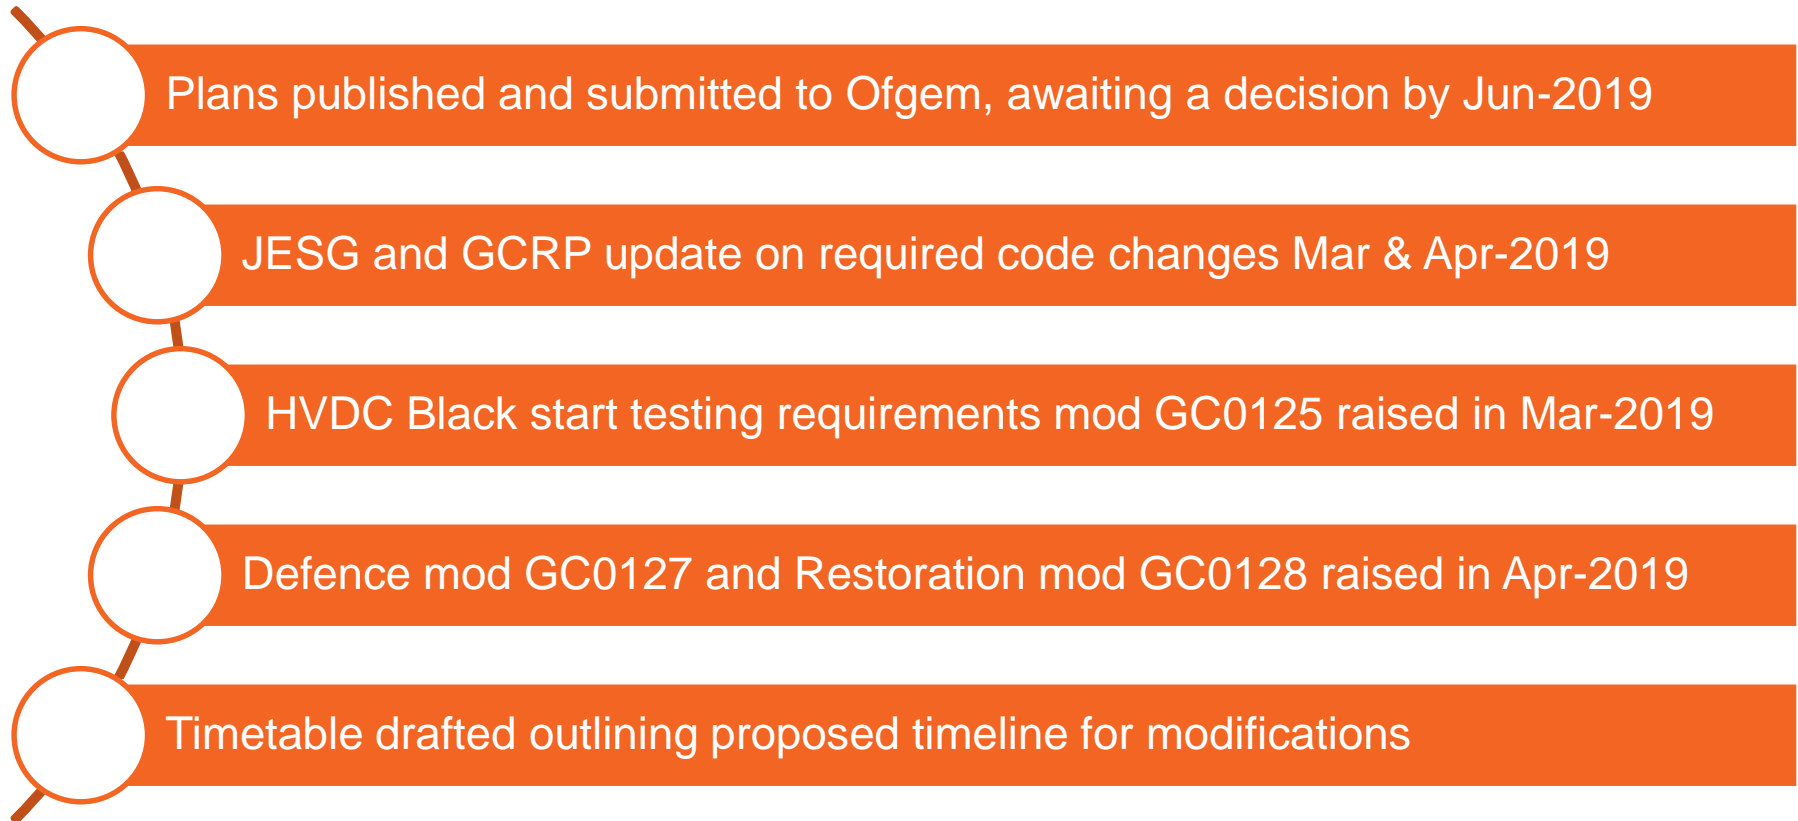 Plans published and submitted to Ofgem, awaiting a decision by Jun-2019
JESG and GCRP update on required code changes Mar & Apr-2019
HVDC Black start testing requirements mod GC0125 raised in Mar-2019
Defence mod GC0127 and Restoration mod GC0128 raised in Apr-2019
Timetable drafted outlining proposed timeline for modifications